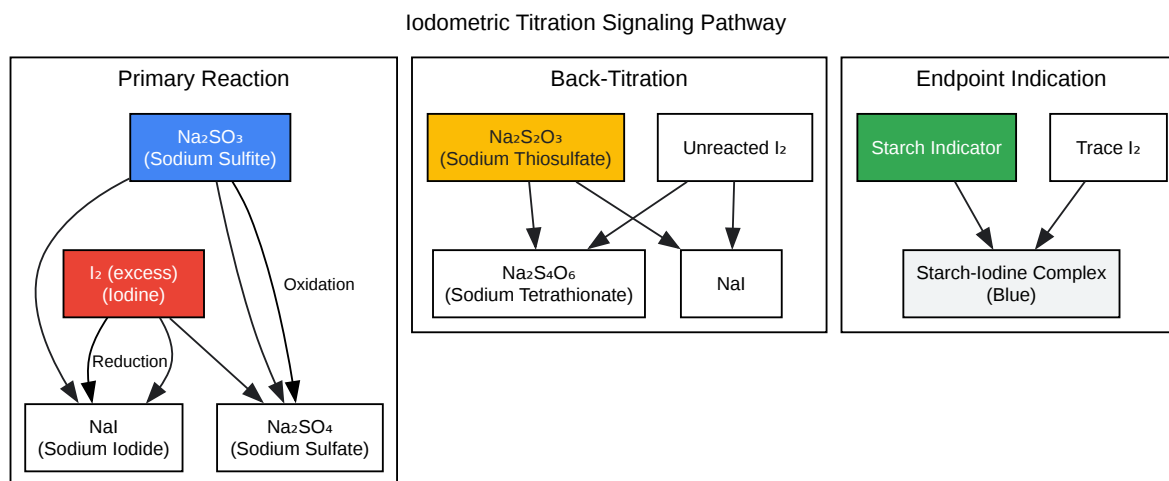 Iodometric Titration Signaling Pathway
Primary Reaction
Na₂SO₃
(Sodium Sulfite)
I₂ (excess)
(Iodine)
Oxidation
Reduction
NaI
(Sodium Iodide)
Na₂SO₄
(Sodium Sulfate)
Back-Titration
Na₂S₂O₃
(Sodium Thiosulfate)
Unreacted I₂
Na₂S₄O₆
(Sodium Tetrathionate)
NaI
Endpoint Indication
Starch Indicator
Trace I₂
Starch-Iodine Complex
(Blue)